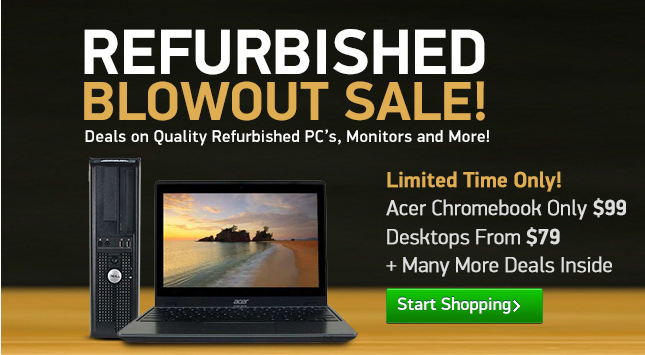 REFURBISHED
BLOWOUT SALE!
Deals on Quality Refurbished PC's, Monitors and More!
Limited Time Only!
Acer Chromebook Only $99
Desktops From $79
+ Many More Deals Inside
Start Shopping>
DELL
acer